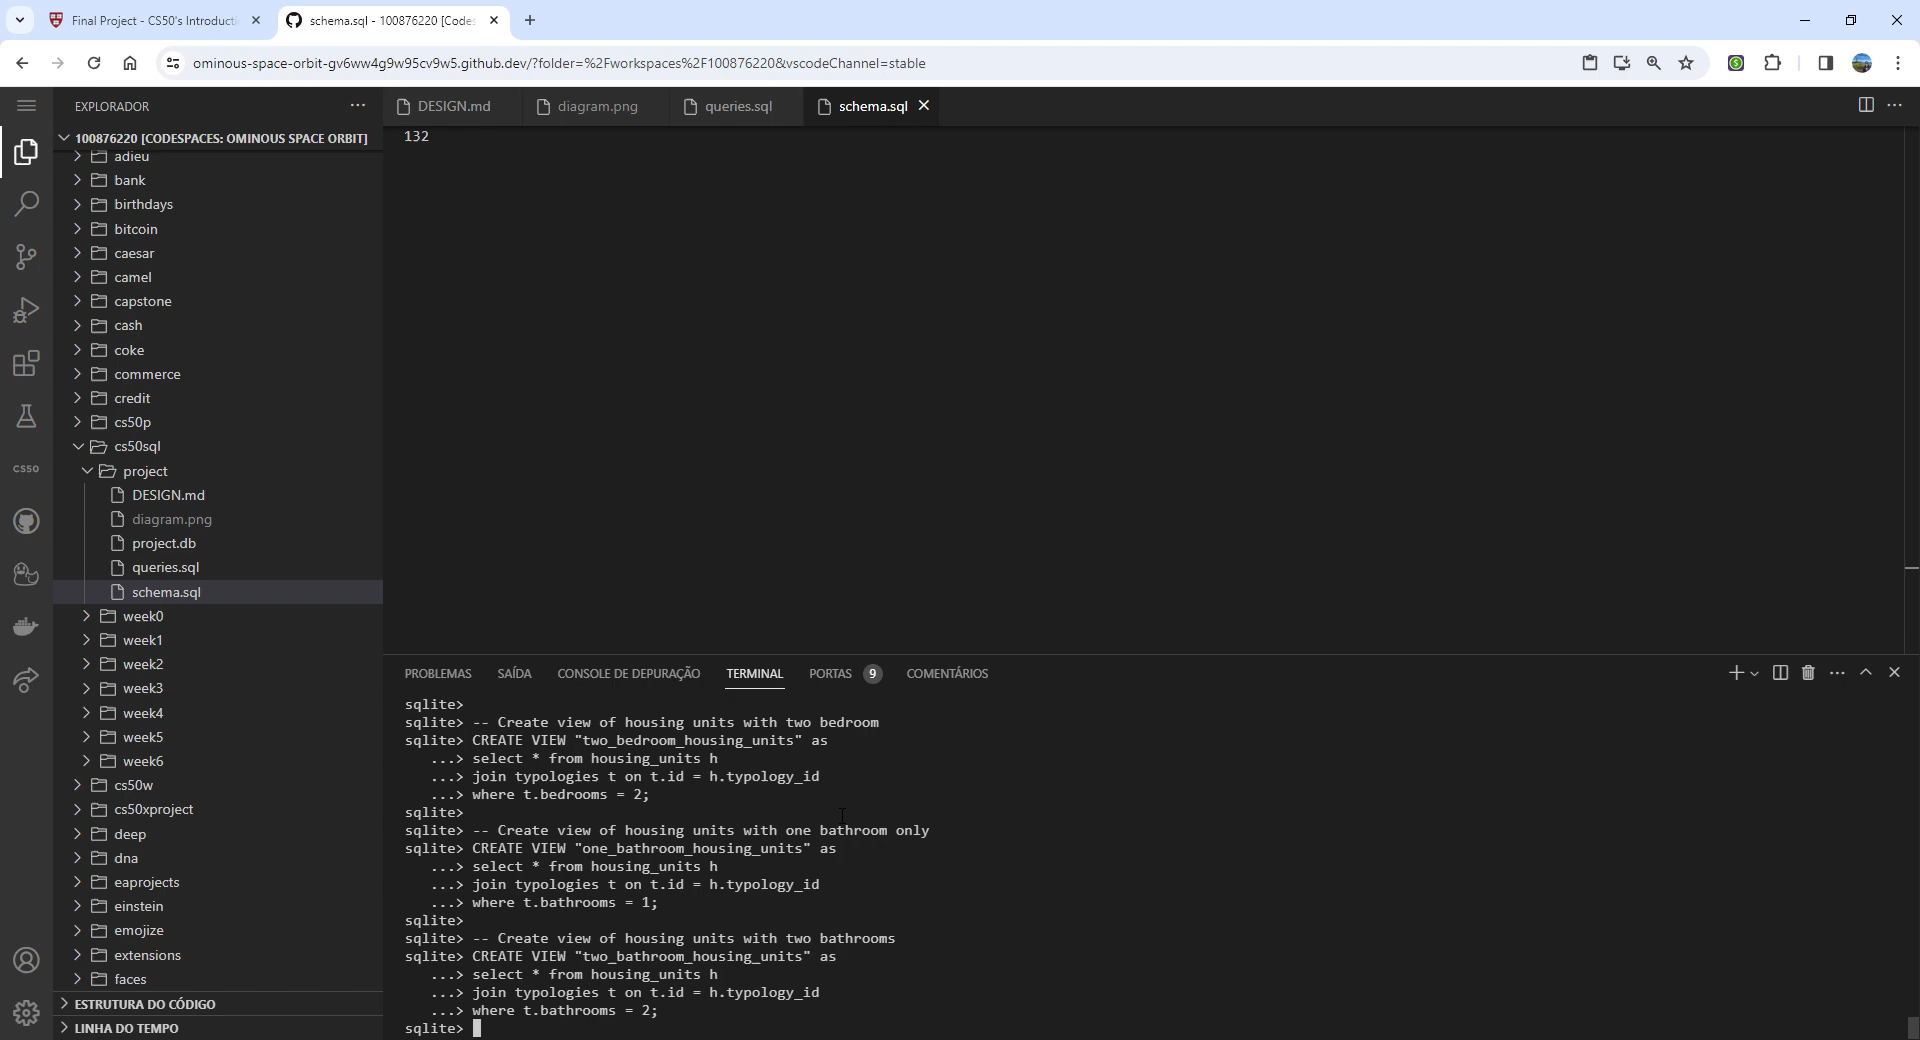 Final Project - CS50's Introducti
schema.sql - 100876220 [Codes
ominous-space-orbit-gv6ww4g9w95cv9w5.github.dev/?folder=%2Fworkspaces%2F100876220&vscodeChannel=stable
EXPLORADOR
DESIGN.md
diagram.png
queries.sql
schema.sql
100876220 [CODESPACES: OMINOUS SPACE ORBIT]
132
adieu
bank
birthdays
bitcoin
caesar
camel
capstone
cash
coke
commerce
credit
cs50p
cs50sql
CS50
project
DESIGN.md
diagram.png
project.db
queries.sql
schema.sql
week0
week1
week2
week3
week4
week5
week6
cs50w
cs50xproject
deep
dna
eaprojects
einstein
emojize
extensions
faces
ESTRUTURA DO CÓDIGO
LINHA DO TEMPO
PROBLEMAS
SAÍDA
CONSOLE DE DEPURAÇÃO
TERMINAL
PORTAS 9
COMENTÁRIOS
sqlite>
sqlite> -- Create view of housing units with two bedroom
sqlite> CREATE VIEW "two_bedroom_housing_units" as
...> select * from housing_units h
...> join typologies t on t.id = h.typology_id
...> where t.bedrooms = 2;
sqlite>
sqlite> -- Create view of housing units with one bathroom only
sqlite> CREATE VIEW "one_bathroom_housing_units" as
...> select * from housing_units h
...> join typologies t on t.id = h.typology_id
...> where t.bathrooms = 1;
sqlite>
sqlite> -- Create view of housing units with two bathrooms
sqlite> CREATE VIEW "two_bathroom_housing_units" as
...> select * from housing_units h
...> join typologies t on t.id = h.typology_id
...> where t.bathrooms = 2;
sqlite>